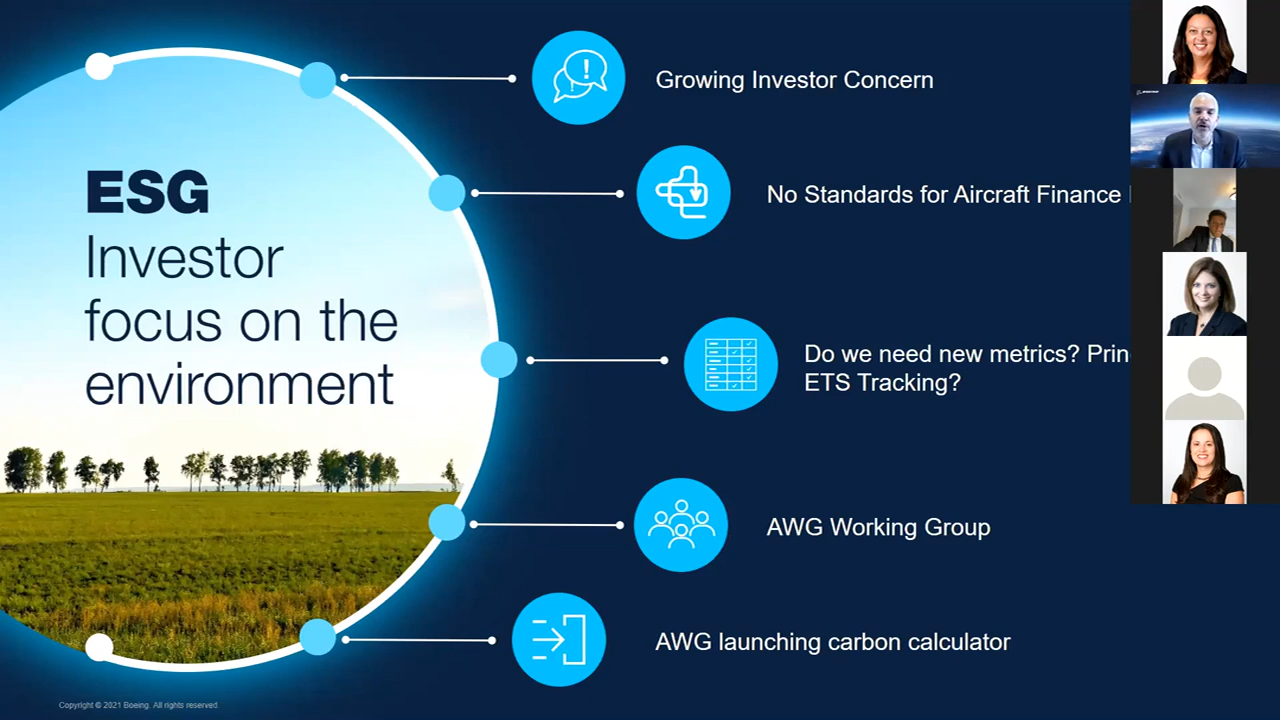 ESG
Investor
focus on the
environment
Growing Investor Concern
No Standards for Aircraft Finance
Do we need new metrics?
ETS Tracking?
AWG Working Group
AWG launching carbon calculator
Copyright © 2021 Boeing. All rights reserved.